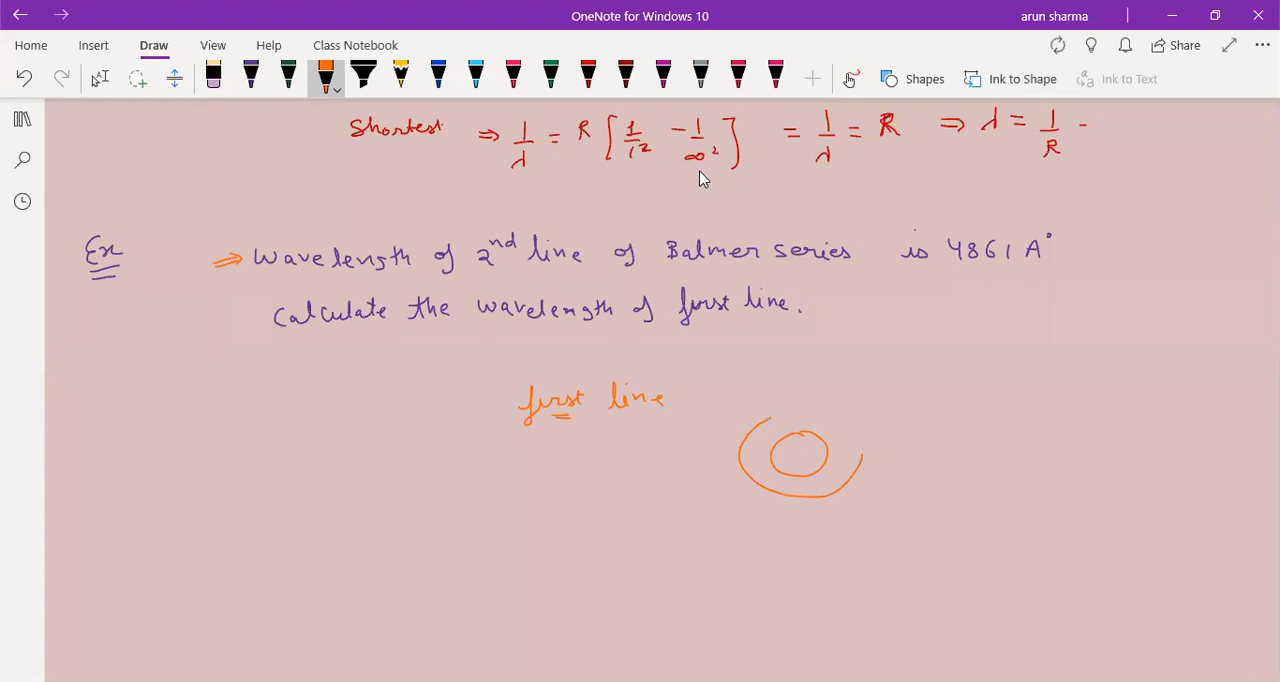 OneNote for Windows 10
arun sharma
Home Insert Draw View Help Class Notebook
Share
Shapes
Ink to Shape
Ink to Text
Shortest ⇒ 1/λ = R [1/1² - 1/∞²] = 1/λ = R ⇒ λ = 1/R -
Ex ⇒ Wavelength of 2nd line of Balmer series is 4861 A°
Calculate the wavelength of first line.
first line